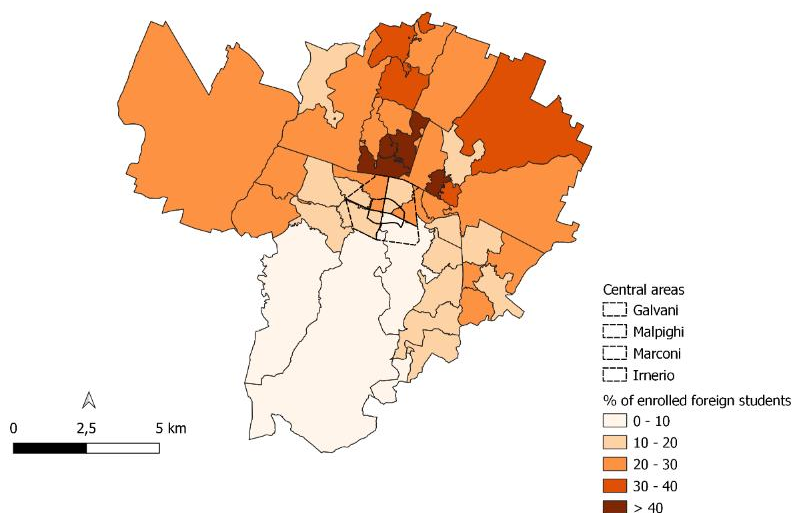 Central areas
Galvani
Malpighi
Marconi
Irnerio
% of enrolled foreign students
0 - 10
10 - 20
20 - 30
30 - 40
> 40
0 2,5 5 km